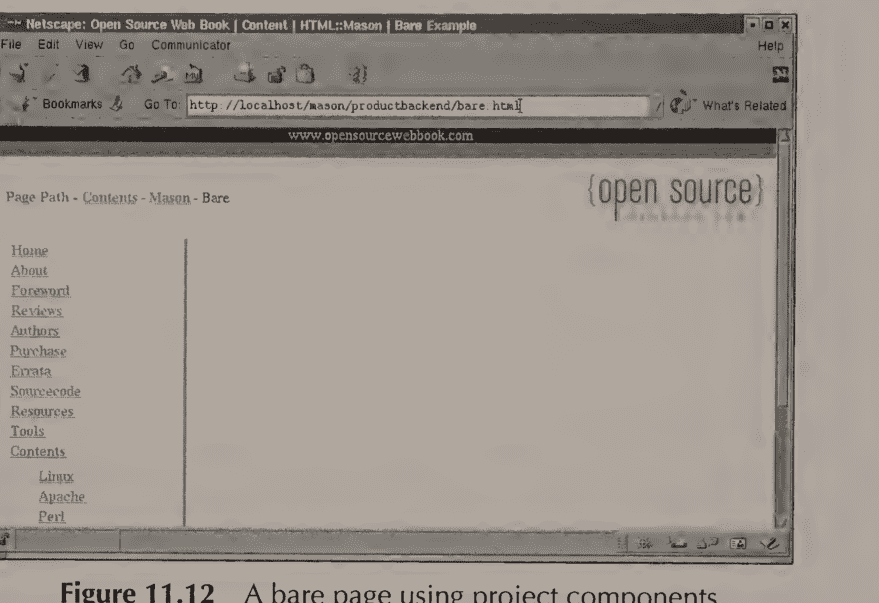 Netscape: Open Source Web Book | Content | HTML::Mason | Bare Example
File Edit View Go Communicator Help
Bookmarks Go To: http://localhost/mason/productbackend/bare.html What's Related
www.opensourcewebbook.com
{open source}
Page Path - Contents - Mason - Bare
Home
About
Foreword
Reviews
Authors
Purchase
Errata
Sourcecode
Resources
Tools
Contents
Linux
Apache
Perl
Figure 11.12 A bare page using project components